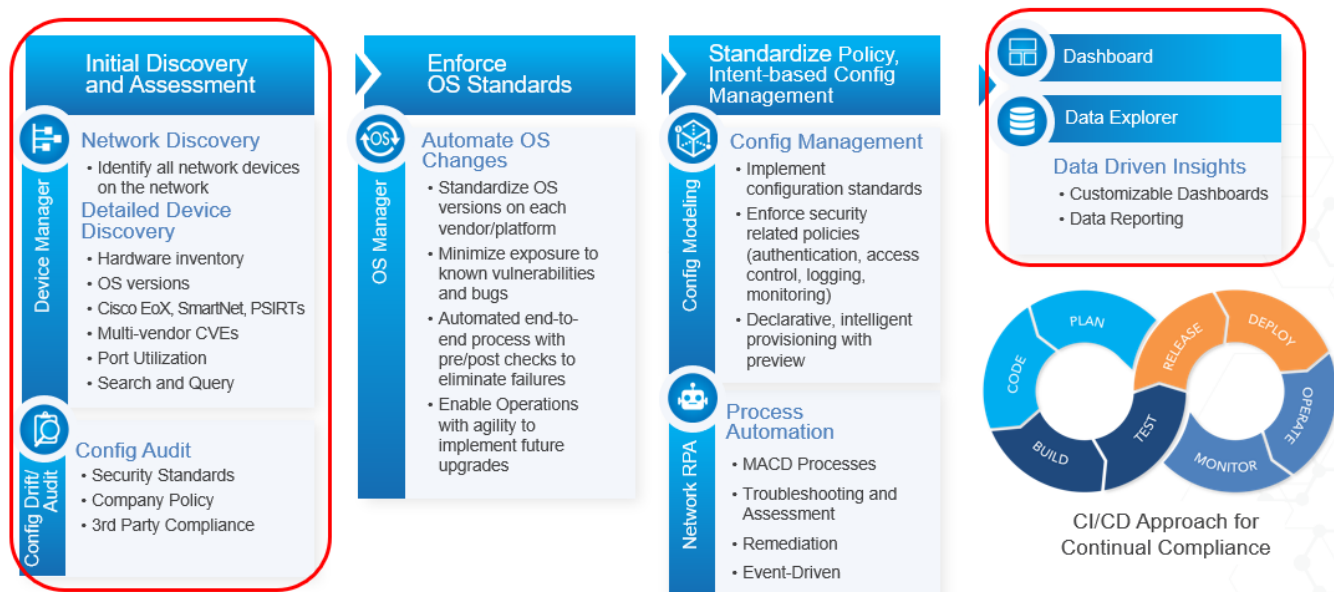 Initial Discovery
and Assessment
Device Manager
Network Discovery
• Identify all network devices
on the network
Detailed Device
Discovery
• Hardware inventory
• OS versions
• Cisco EoX, SmartNet, PSIRTs
• Multi-vendor CVEs
• Port Utilization
• Search and Query
Config Drift/
Audit
Config Audit
• Security Standards
• Company Policy
• 3rd Party Compliance
Enforce
OS Standards
OS
OS Manager
Automate OS
Changes
• Standardize OS
versions on each
vendor/platform
• Minimize exposure to
known vulnerabilities
and bugs
• Automated end-to-
end process with
pre/post checks to
eliminate failures
• Enable Operations
with agility to
implement future
upgrades
Standardize Policy,
Intent-based Config
Management
Config Modeling
Config Management
• Implement
configuration standards
• Enforce security
related policies
(authentication, access
control, logging,
monitoring)
• Declarative, intelligent
provisioning with
preview
Network RPA
Process
Automation
• MACD Processes
• Troubleshooting and
Assessment
• Remediation
• Event-Driven
Dashboard
Data Explorer
Data Driven Insights
• Customizable Dashboards
• Data Reporting
PLAN
CODE
BUILD
TEST
RELEASE
DEPLOY
OPERATE
MONITOR
CI/CD Approach for
Continual Compliance